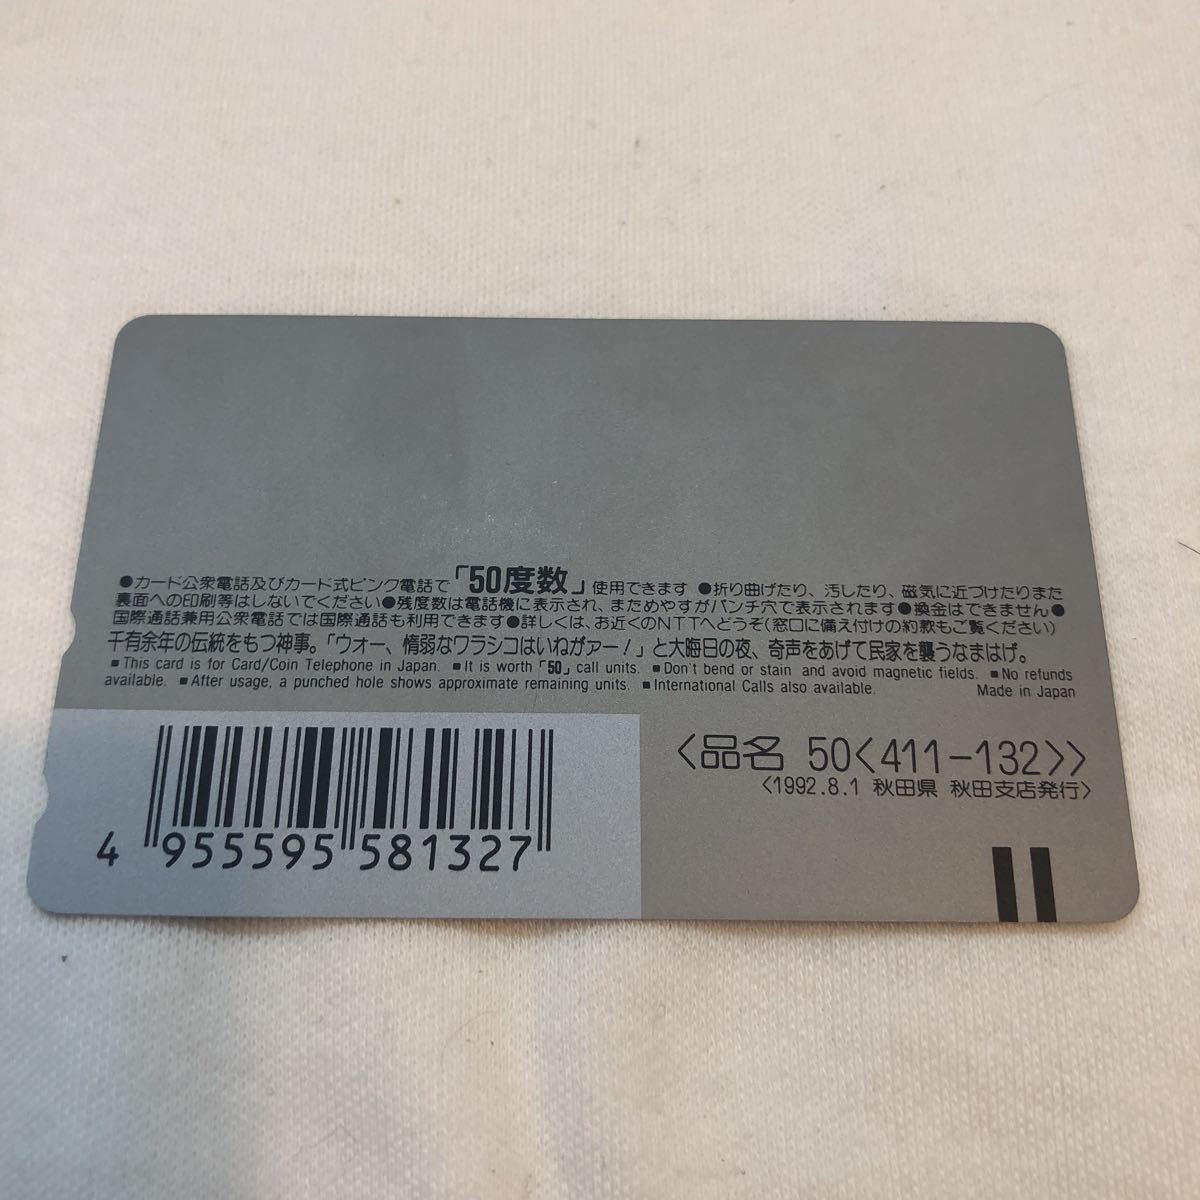 ●カード公衆電話及びカード式ピンク電話で「50度数」使用できます ●折り曲げたり、汚したり、磁気に近づけたりまた
裏面への印刷等はしないでください●残度数は電話機に表示され、まためやすがパンチ穴で表示されます●換金はできません●
国際通話兼用公衆電話では国際通話も利用できます●詳しくは、お近くのNTTへどうぞ(窓口に備え付けの約款もご覧ください)
千有余年の伝統をもつ神事。「ウォー、惰弱なワラシコはいねがァー!」と大晦日の夜、奇声をあげて民家を襲うなまはげ。
■ This card is for Card/Coin Telephone in Japan. ■ It is worth「50」call units. ■ Don't bend or stain and avoid magnetic fields. ■ No refunds
available. ■ After usage, a punched hole shows approximate remaining units. ■ International Calls also available. Made in Japan
<品名 50<411-132>>
<1992.8.1 秋田県 秋田支店発行>
4 955595 581327